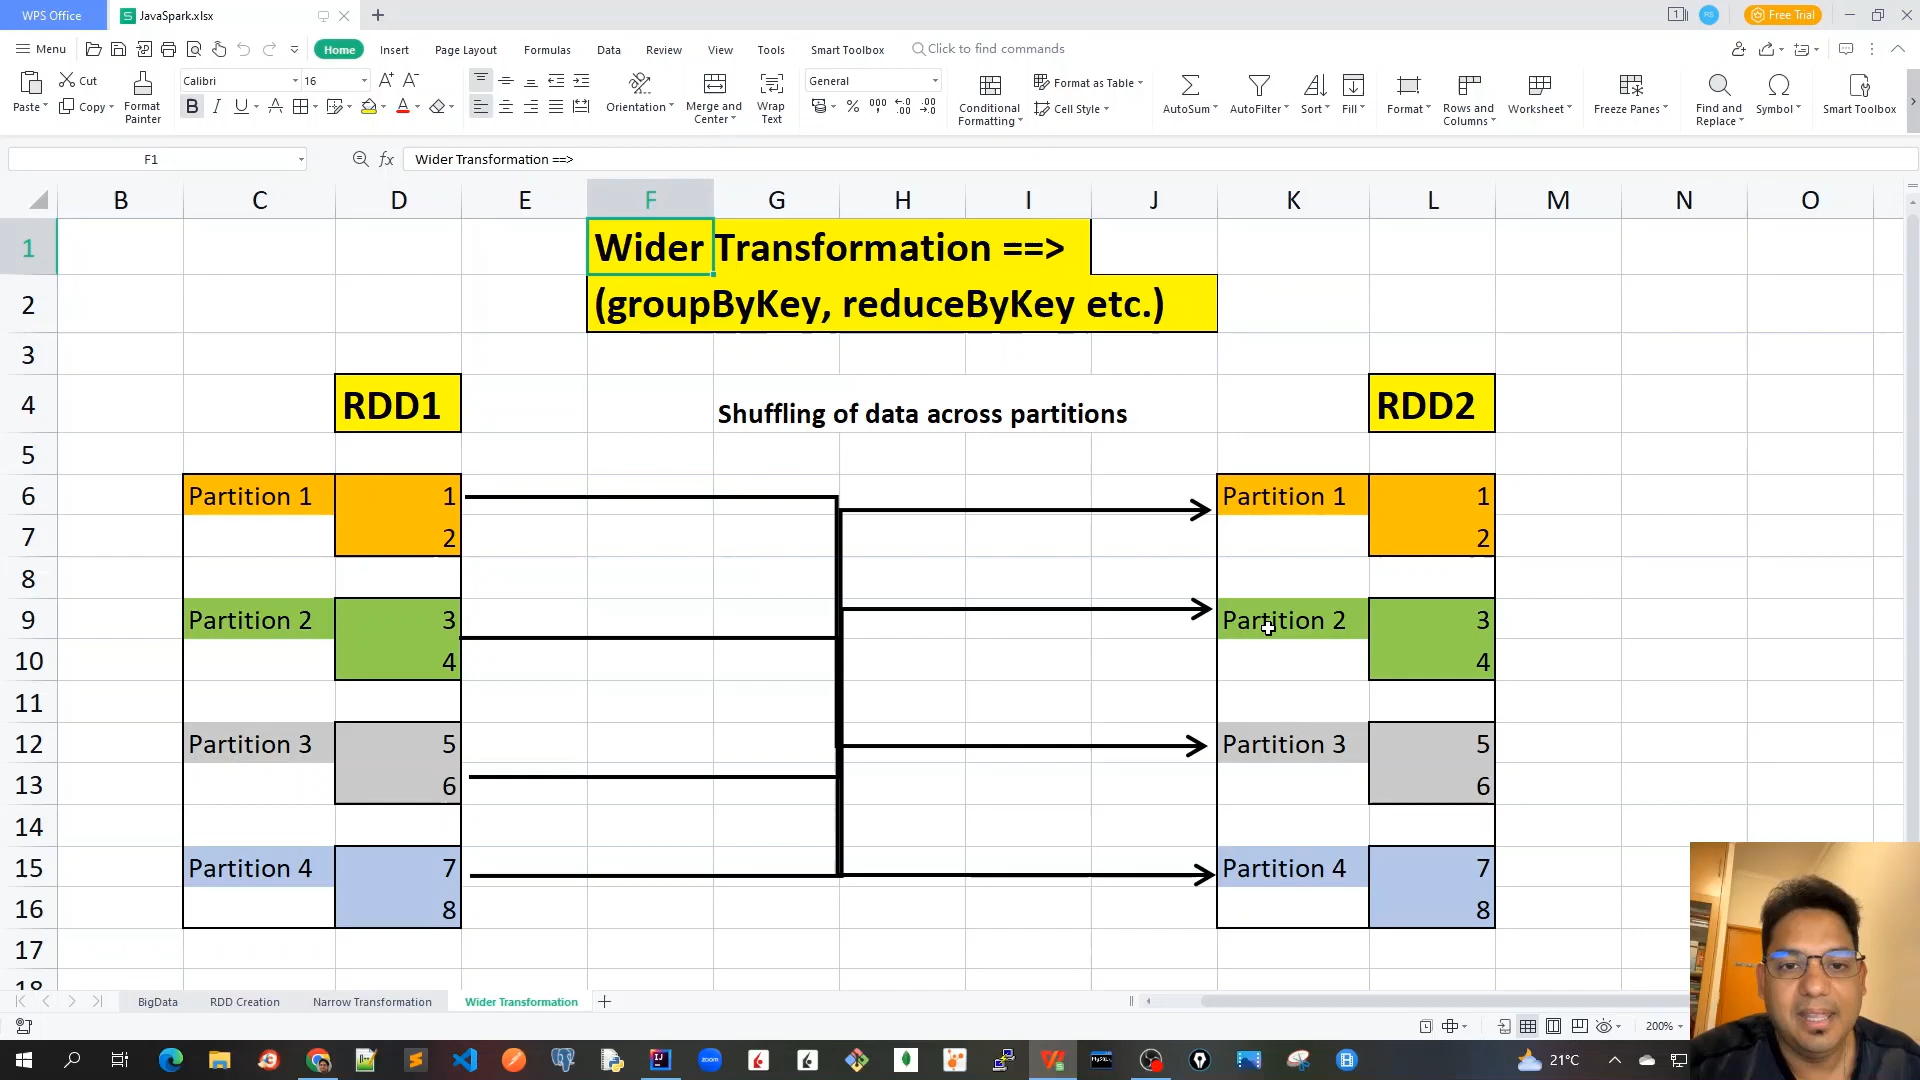 WPS Office
JavaSpark.xlsx
Free Trial
Menu
Home
Insert
Page Layout
Formulas
Data
Review
View
Tools
Smart Toolbox
Click to find commands
Paste
Cut
Copy
Format Painter
Calibri
16
Orientation
Merge and Center
Wrap Text
General
Conditional Formatting
Format as Table
Cell Style
AutoSum
AutoFilter
Sort
Fill
Format
Rows and Columns
Worksheet
Freeze Panes
Find and Replace
Symbol
Smart Toolbox
F1
Wider Transformation ==>
B C D E F G H I J K L M N O
1 Wider Transformation ==>
2 (groupByKey, reduceByKey etc.)
3
4 RDD1 Shuffling of data across partitions RDD2
5
6 Partition 1 1 Partition 1 1
7 2 2
8
9 Partition 2 3 Partition 2 3
10 4 4
11
12 Partition 3 5 Partition 3 5
13 6 6
14
15 Partition 4 7 Partition 4 7
16 8 8
17
18
BigData
RDD Creation
Narrow Transformation
Wider Transformation
200%
21°C